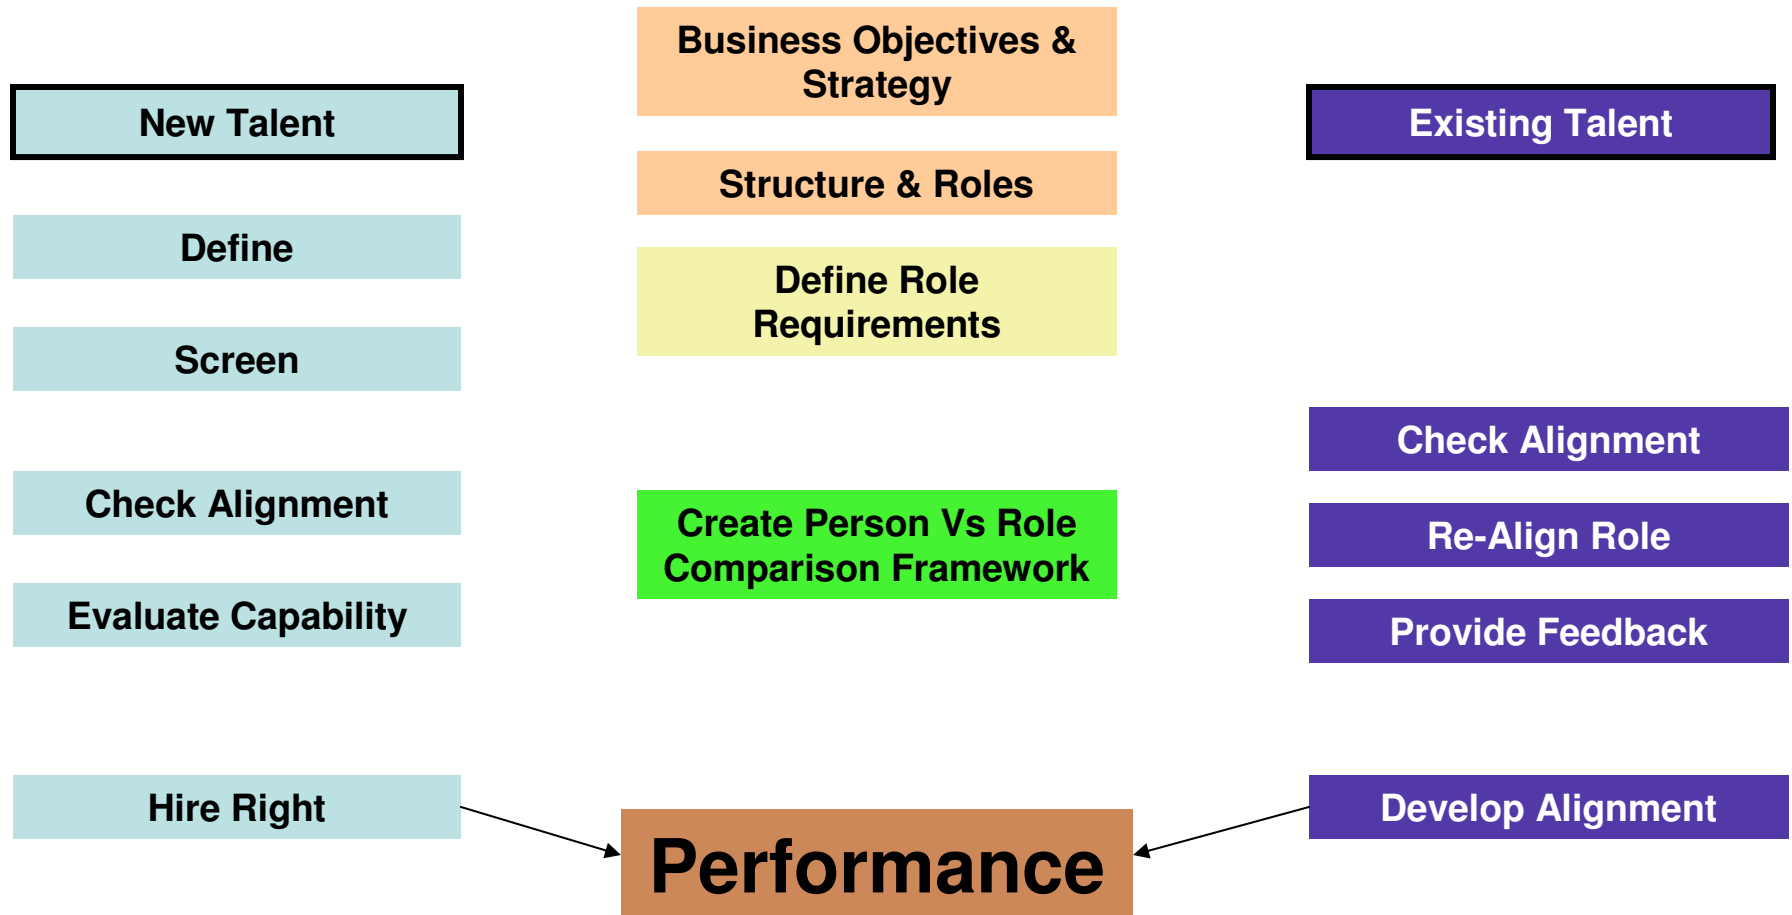 New Talent
Define
Screen
Check Alignment
Evaluate Capability
Hire Right
Business Objectives &
Strategy
Structure & Roles
Define Role
Requirements
Create Person Vs Role
Comparison Framework
Performance
Existing Talent
Check Alignment
Re-Align Role
Provide Feedback
Develop Alignment